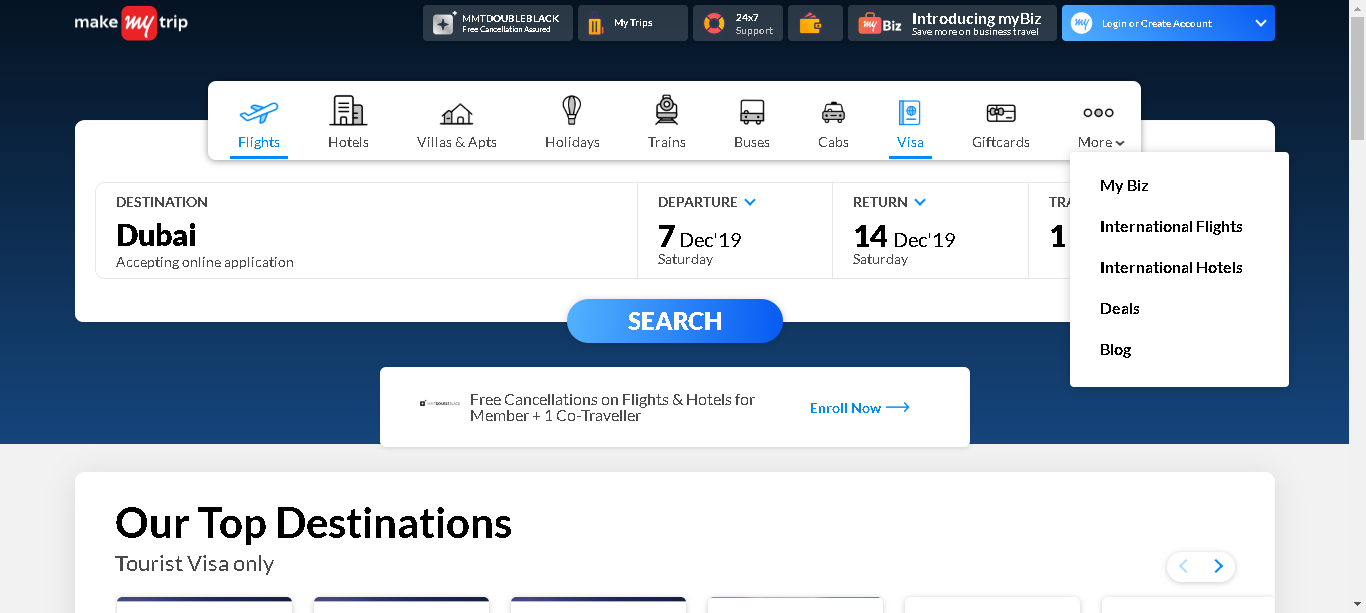 make my trip
MMTDOUBLEBLACK
Free Cancellation Assured
My Trips
24x7
Support
my Biz
Introducing myBiz
Save more on business travel
my
Login or Create Account
Flights
Hotels
Villas & Apts
Holidays
Trains
Buses
Cabs
Visa
Giftcards
More
My Biz
International Flights
International Hotels
Deals
Blog
DESTINATION
Dubai
Accepting online application
DEPARTURE
7 Dec'19
Saturday
RETURN
14 Dec'19
Saturday
TRA
1
SEARCH
Free Cancellations on Flights & Hotels for
Member + 1 Co-Traveller
Enroll Now
Our Top Destinations
Tourist Visa only